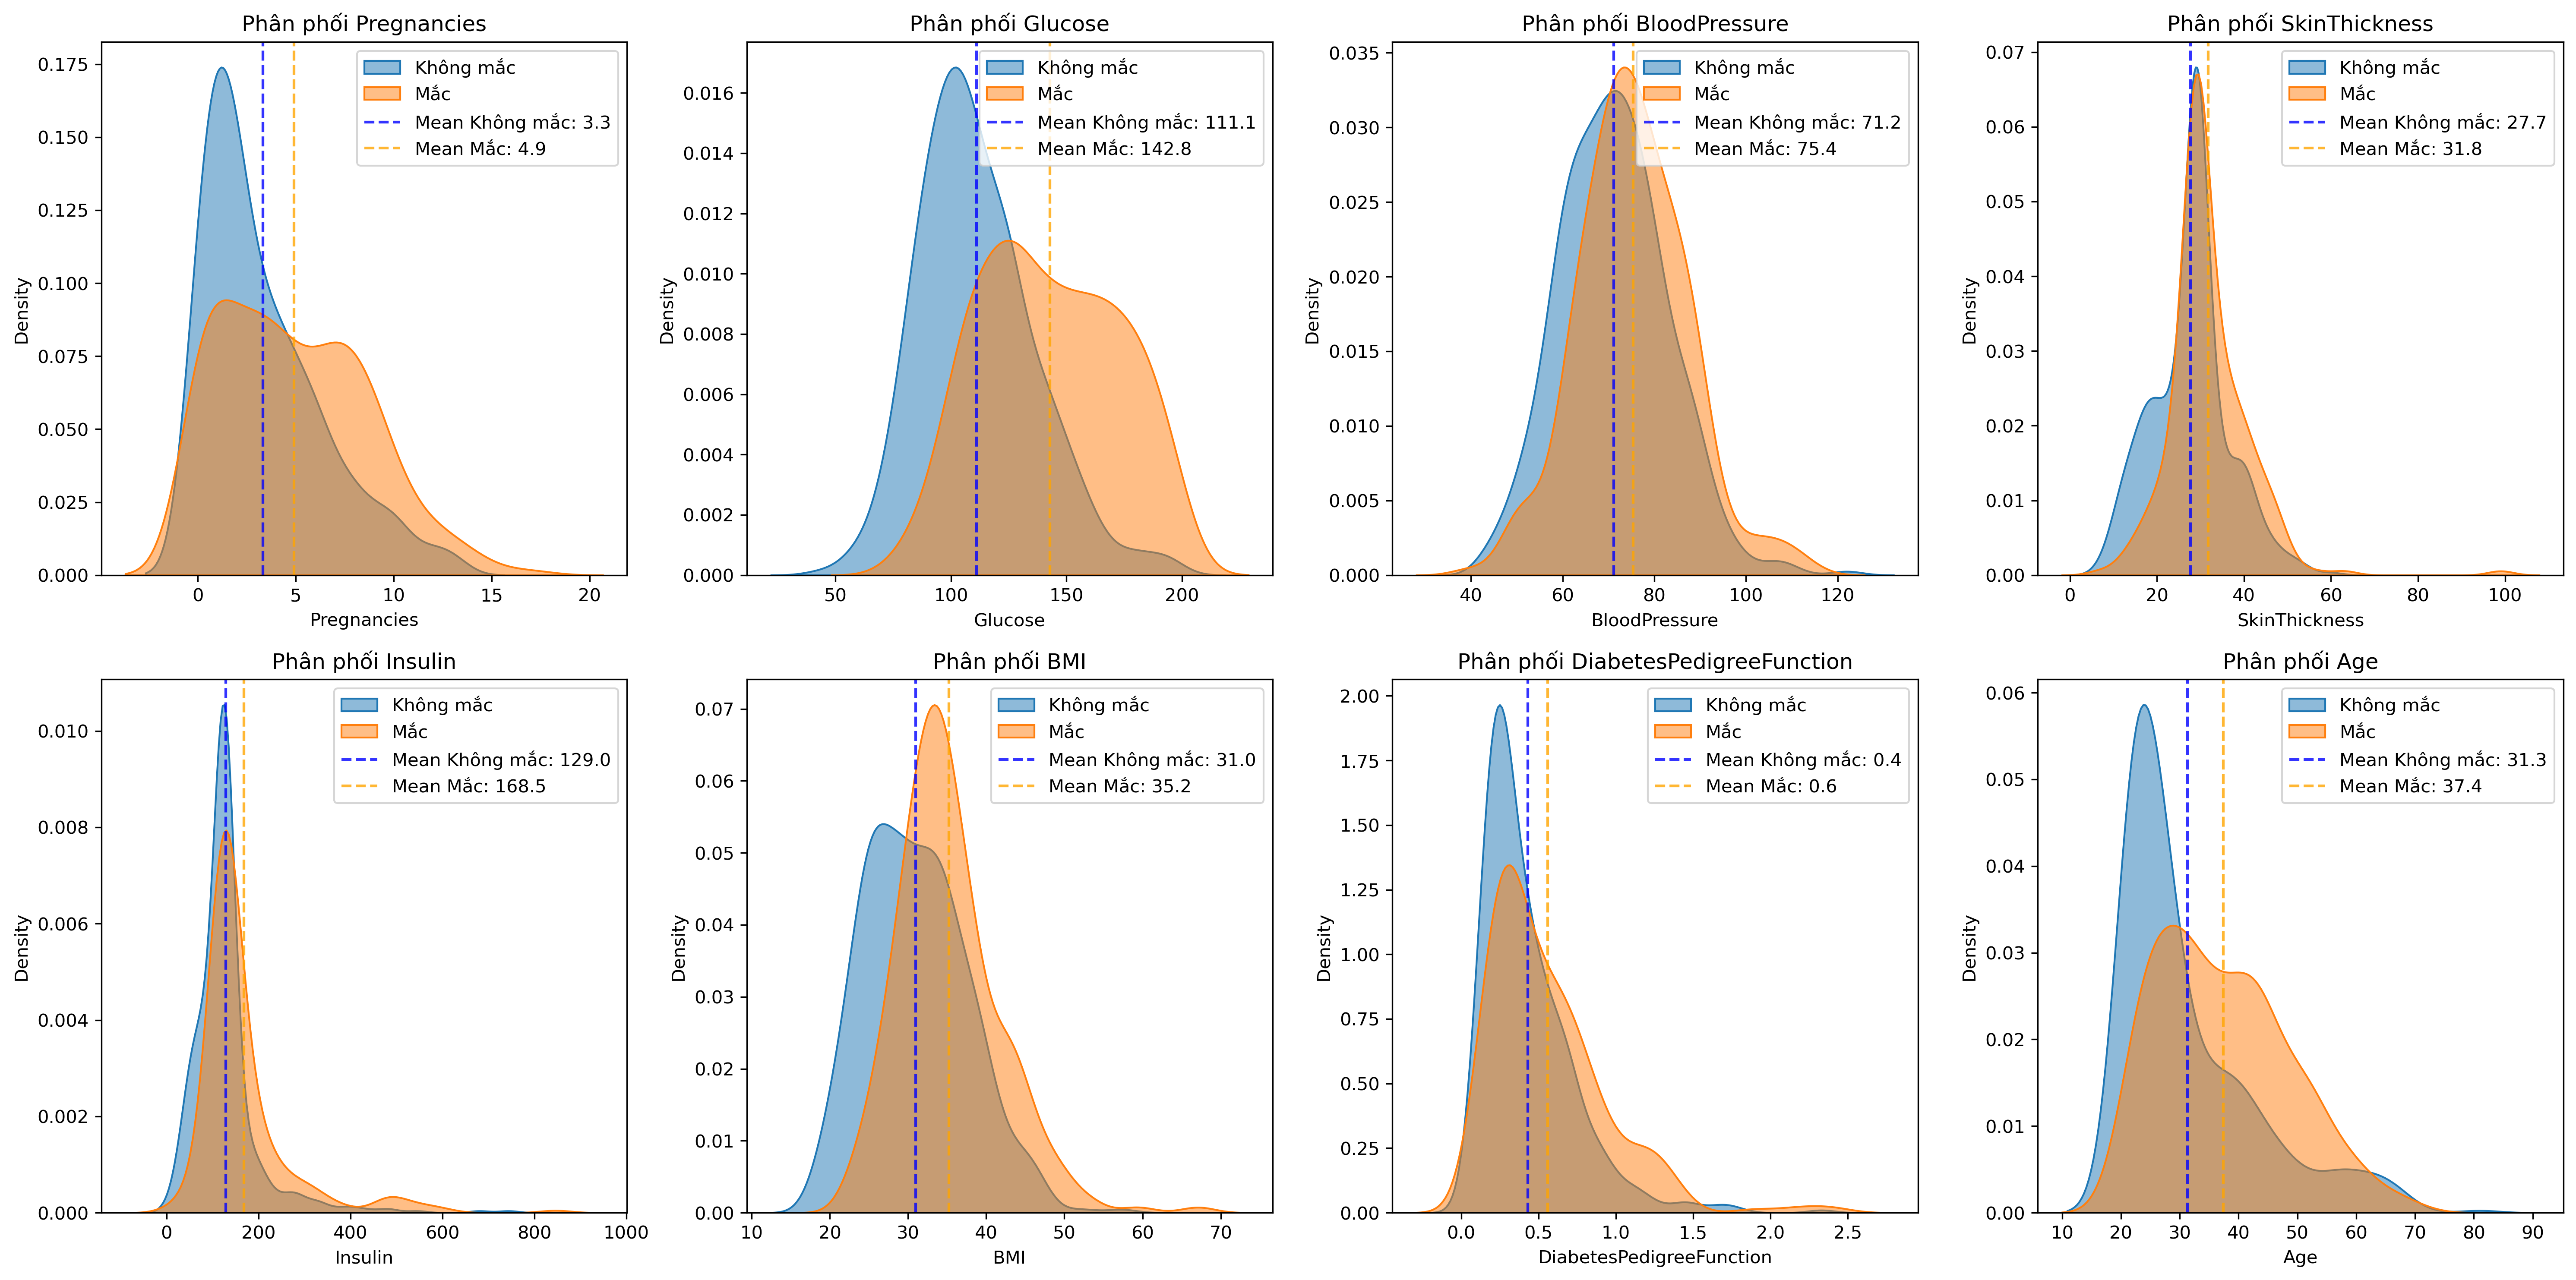 Phân phối Pregnancies
Không mắc
Mắc
Mean Không mắc: 3.3
Mean Mắc: 4.9
0.175
0.150
0.125
0.100
0.075
0.050
0.025
0.000
Density
0 5 10 15 20
Pregnancies
Phân phối Glucose
Không mắc
Mắc
Mean Không mắc: 111.1
Mean Mắc: 142.8
0.016
0.014
0.012
0.010
0.008
0.006
0.004
0.002
0.000
Density
50 100 150 200
Glucose
Phân phối BloodPressure
Không mắc
Mắc
Mean Không mắc: 71.2
Mean Mắc: 75.4
0.035
0.030
0.025
0.020
0.015
0.010
0.005
0.000
Density
40 60 80 100 120
BloodPressure
Phân phối SkinThickness
Không mắc
Mắc
Mean Không mắc: 27.7
Mean Mắc: 31.8
0.07
0.06
0.05
0.04
0.03
0.02
0.01
0.00
Density
0 20 40 60 80 100
SkinThickness
Phân phối Insulin
Không mắc
Mắc
Mean Không mắc: 129.0
Mean Mắc: 168.5
0.010
0.008
0.006
0.004
0.002
0.000
Density
0 200 400 600 800 1000
Insulin
Phân phối BMI
Không mắc
Mắc
Mean Không mắc: 31.0
Mean Mắc: 35.2
0.07
0.06
0.05
0.04
0.03
0.02
0.01
0.00
Density
10 20 30 40 50 60 70
BMI
Phân phối DiabetesPedigreeFunction
Không mắc
Mắc
Mean Không mắc: 0.4
Mean Mắc: 0.6
2.00
1.75
1.50
1.25
1.00
0.75
0.50
0.25
0.00
Density
0.0 0.5 1.0 1.5 2.0 2.5
DiabetesPedigreeFunction
Phân phối Age
Không mắc
Mắc
Mean Không mắc: 31.3
Mean Mắc: 37.4
0.06
0.05
0.04
0.03
0.02
0.01
0.00
Density
10 20 30 40 50 60 70 80 90
Age